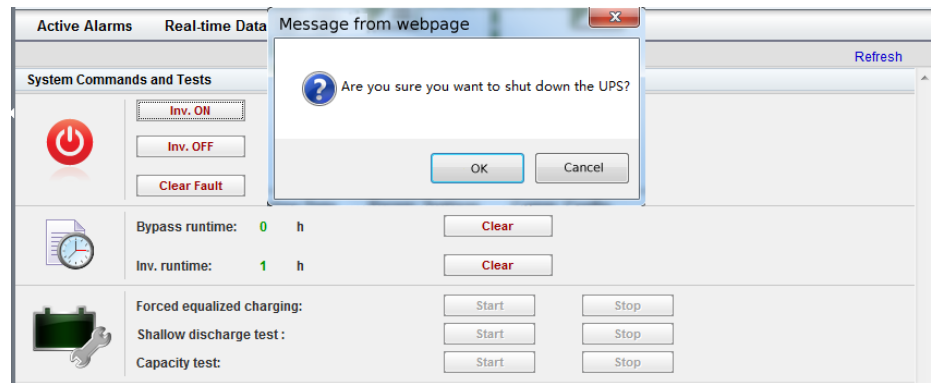 Active Alarms Real-time Data
Message from webpage
Refresh
System Commands and Tests
Are you sure you want to shut down the UPS?
OK Cancel
Inv. ON
Inv. OFF
Clear Fault
Bypass runtime: 0 h Clear
Inv. runtime: 1 h Clear
Forced equalized charging: Start Stop
Shallow discharge test : Start Stop
Capacity test: Start Stop